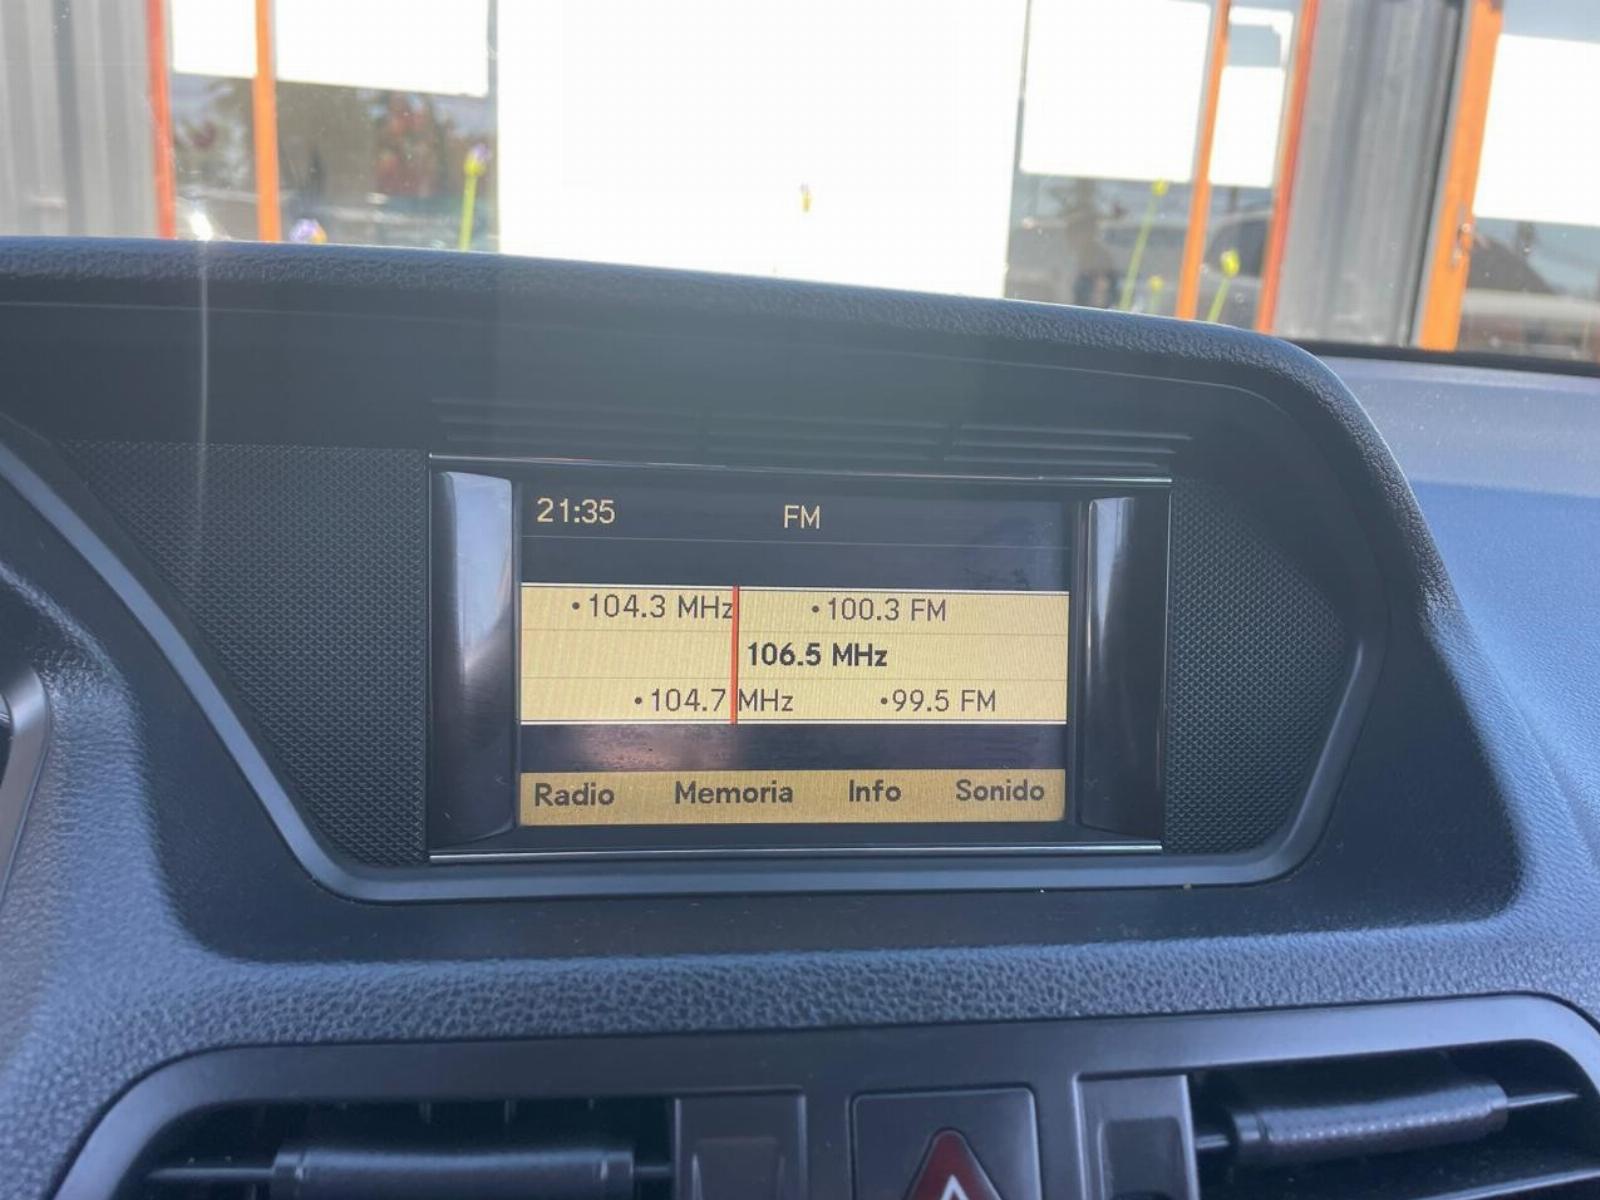 21:35 FM
•104.3 MHz •100.3 FM
106.5 MHz
•104.7 MHz •99.5 FM
Radio Memoria Info Sonido